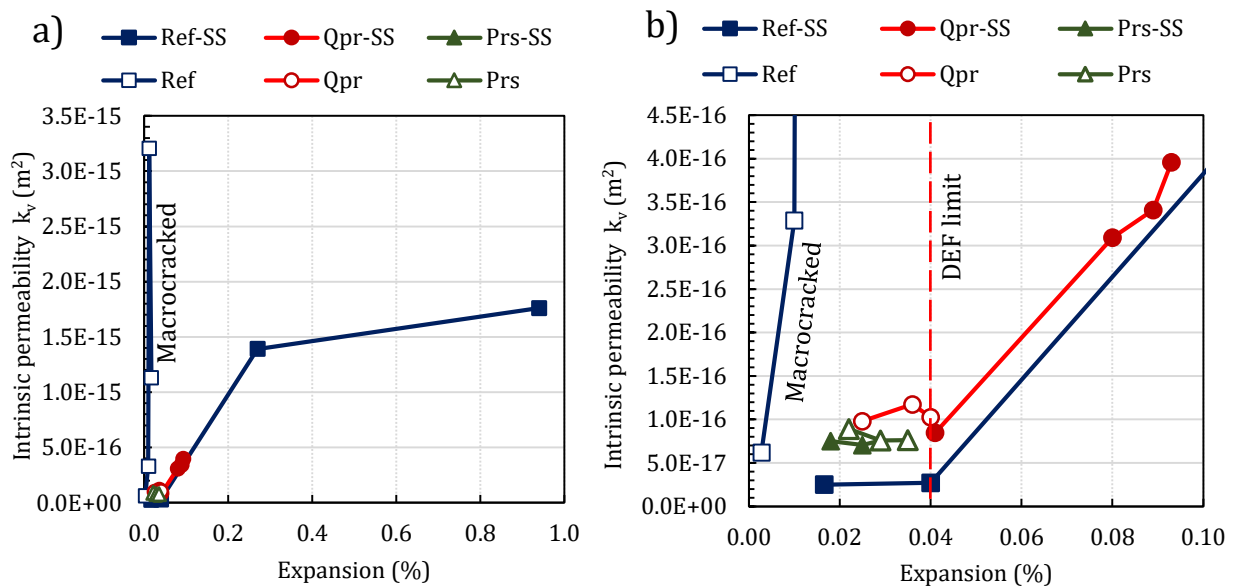 a)
Ref-SS Qpr-SS Prs-SS
Ref Qpr Prs
3.5E-15
3.0E-15
2.5E-15
2.0E-15
1.5E-15
1.0E-15
5.0E-16
0.0E+00
Intrinsic permeability kv (m²)
Macrocracked
0.0 0.2 0.4 0.6 0.8 1.0
Expansion (%)
b)
Ref-SS Qpr-SS Prs-SS
Ref Qpr Prs
4.5E-16
4.0E-16
3.5E-16
3.0E-16
2.5E-16
2.0E-16
1.5E-16
1.0E-16
5.0E-17
0.0E+00
Intrinsic permeability kv (m²)
Macrocracked
DEF limit
0.00 0.02 0.04 0.06 0.08 0.10
Expansion (%)